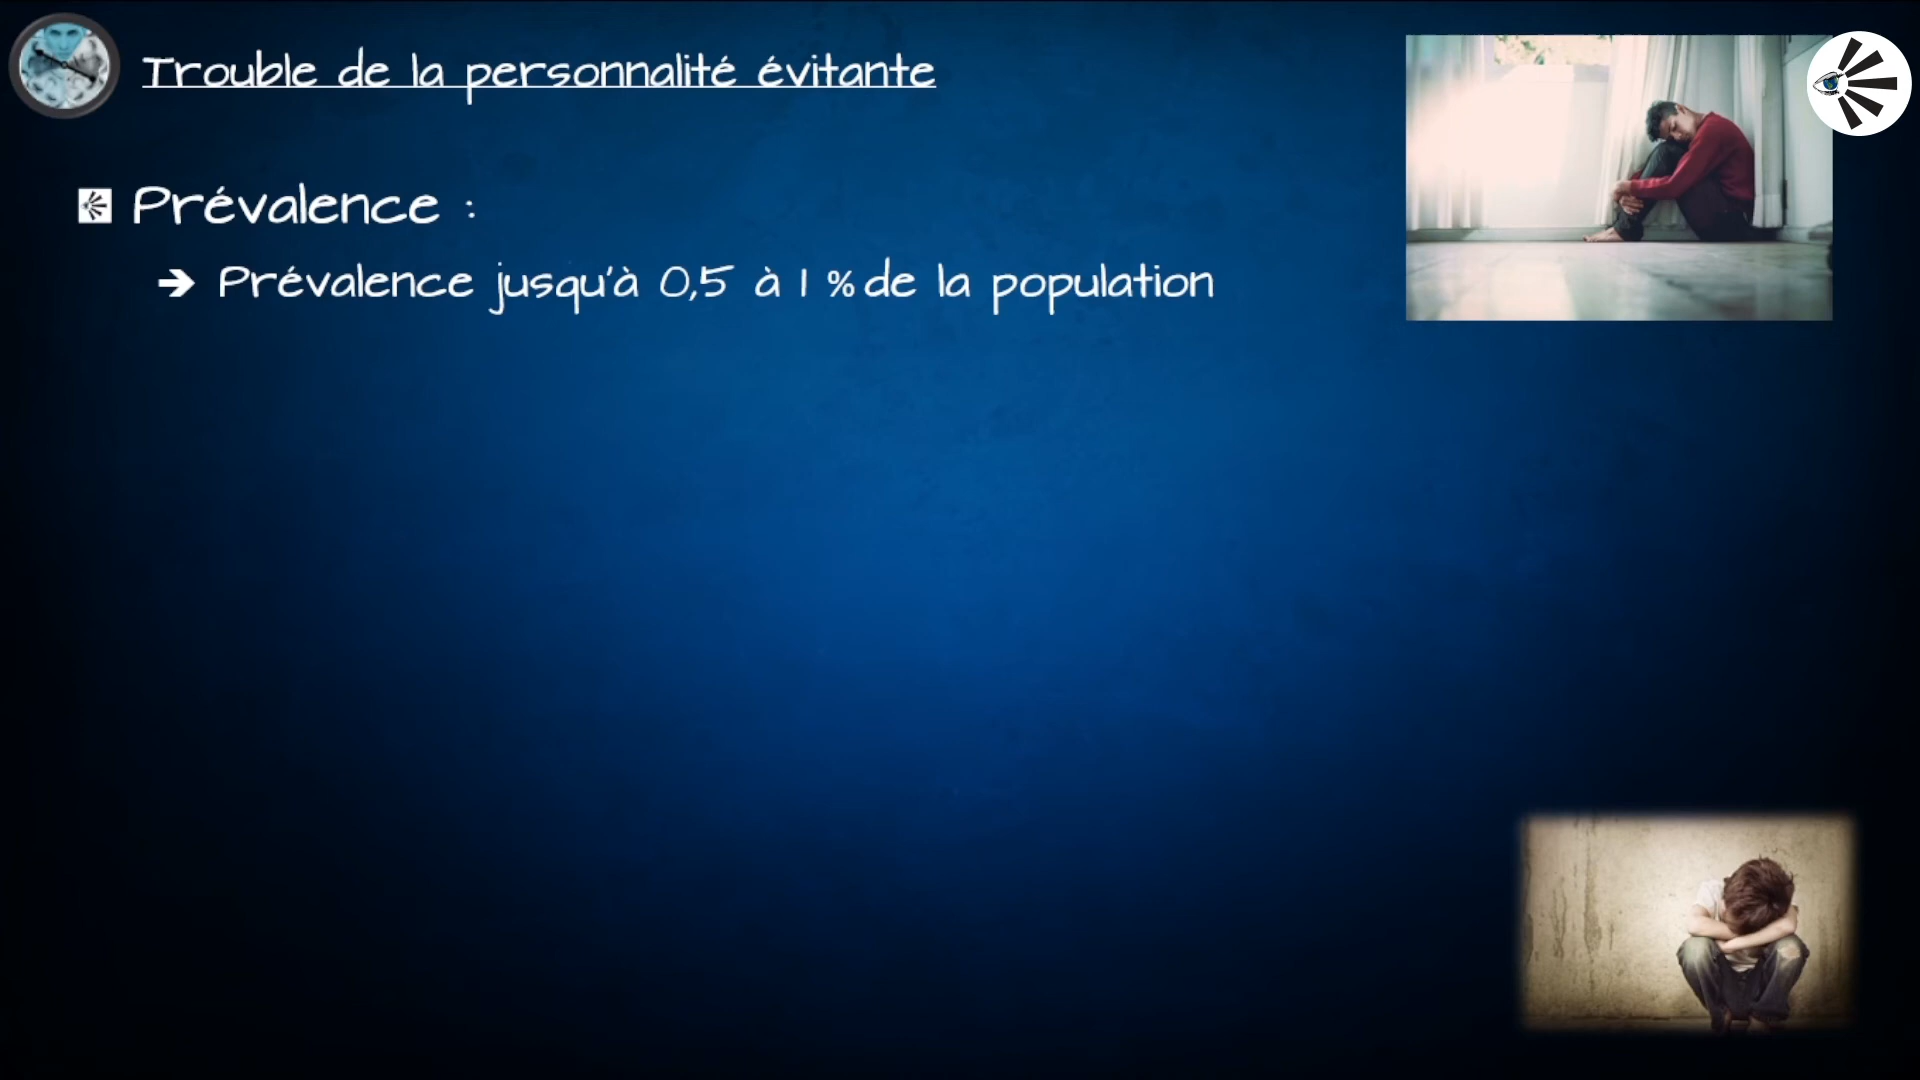 Trouble de la personnalité évitante
Prévalence :
Prévalence jusqu'à 0,5 à 1 % de la population